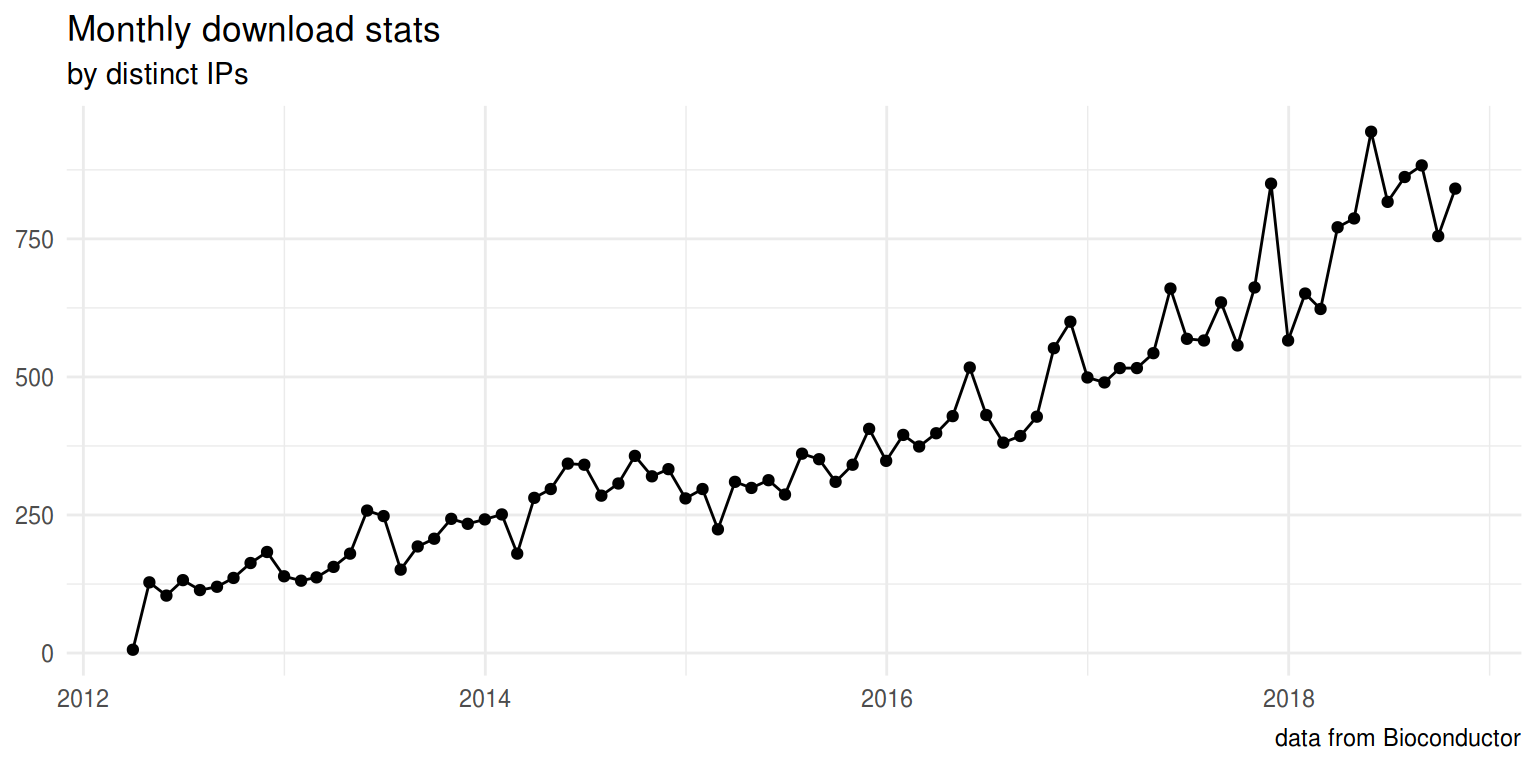 Monthly download stats
by distinct IPs
750
500
250
0
2012 2014 2016 2018
data from Bioconductor